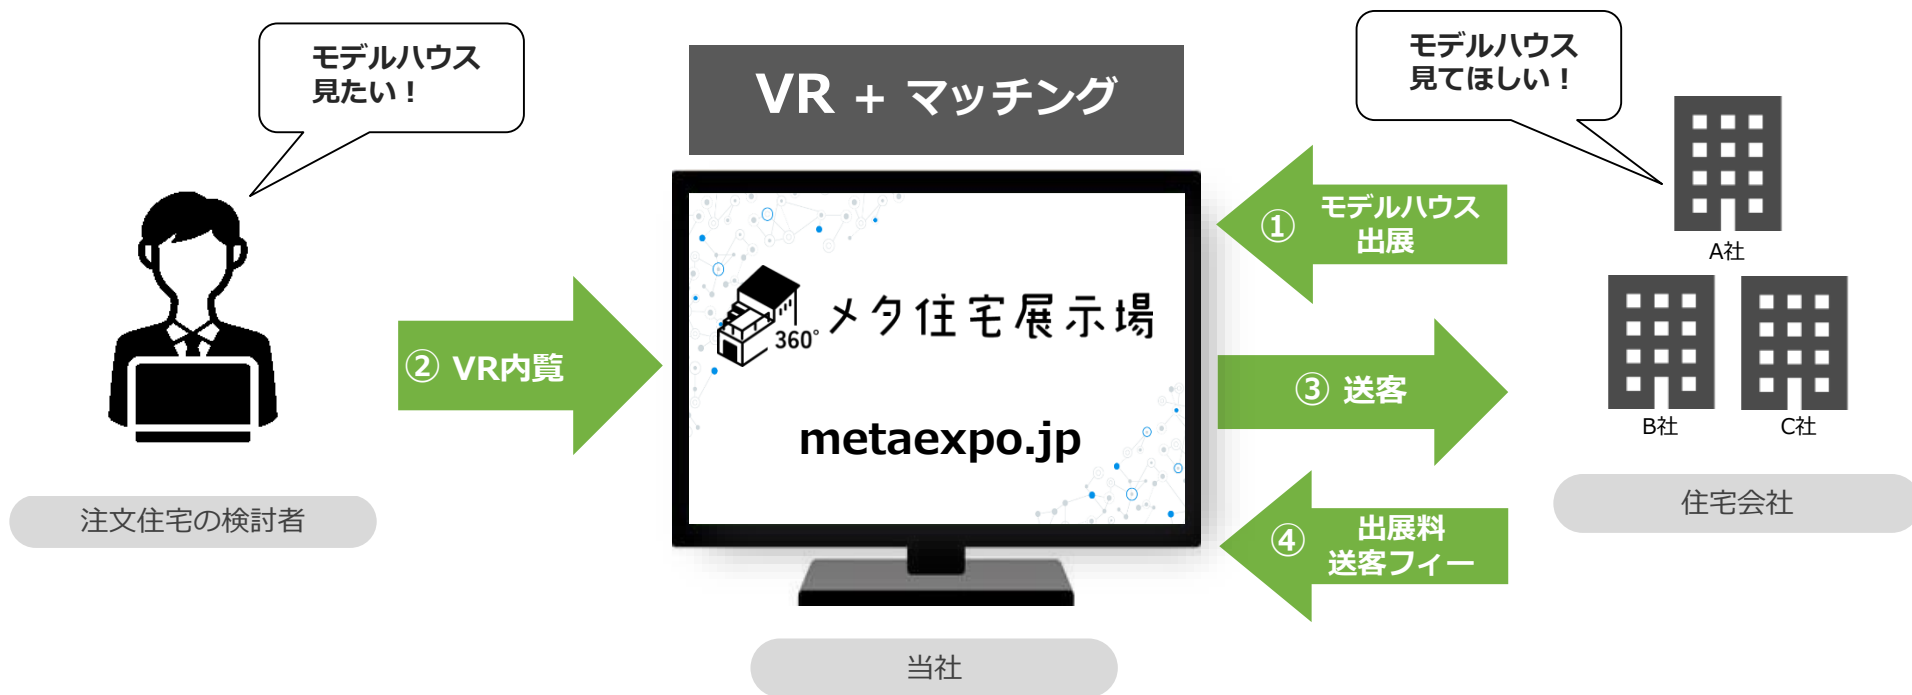 モデルハウス
見たい！
VR + マッチング
モデルハウス
見てほしい！
① モデルハウス
出展
A社
360° メタ住宅展示場
② VR内覧
③ 送客
B社
C社
metaexpo.jp
注文住宅の検討者
住宅会社
④ 出展料
送客フィー
当社